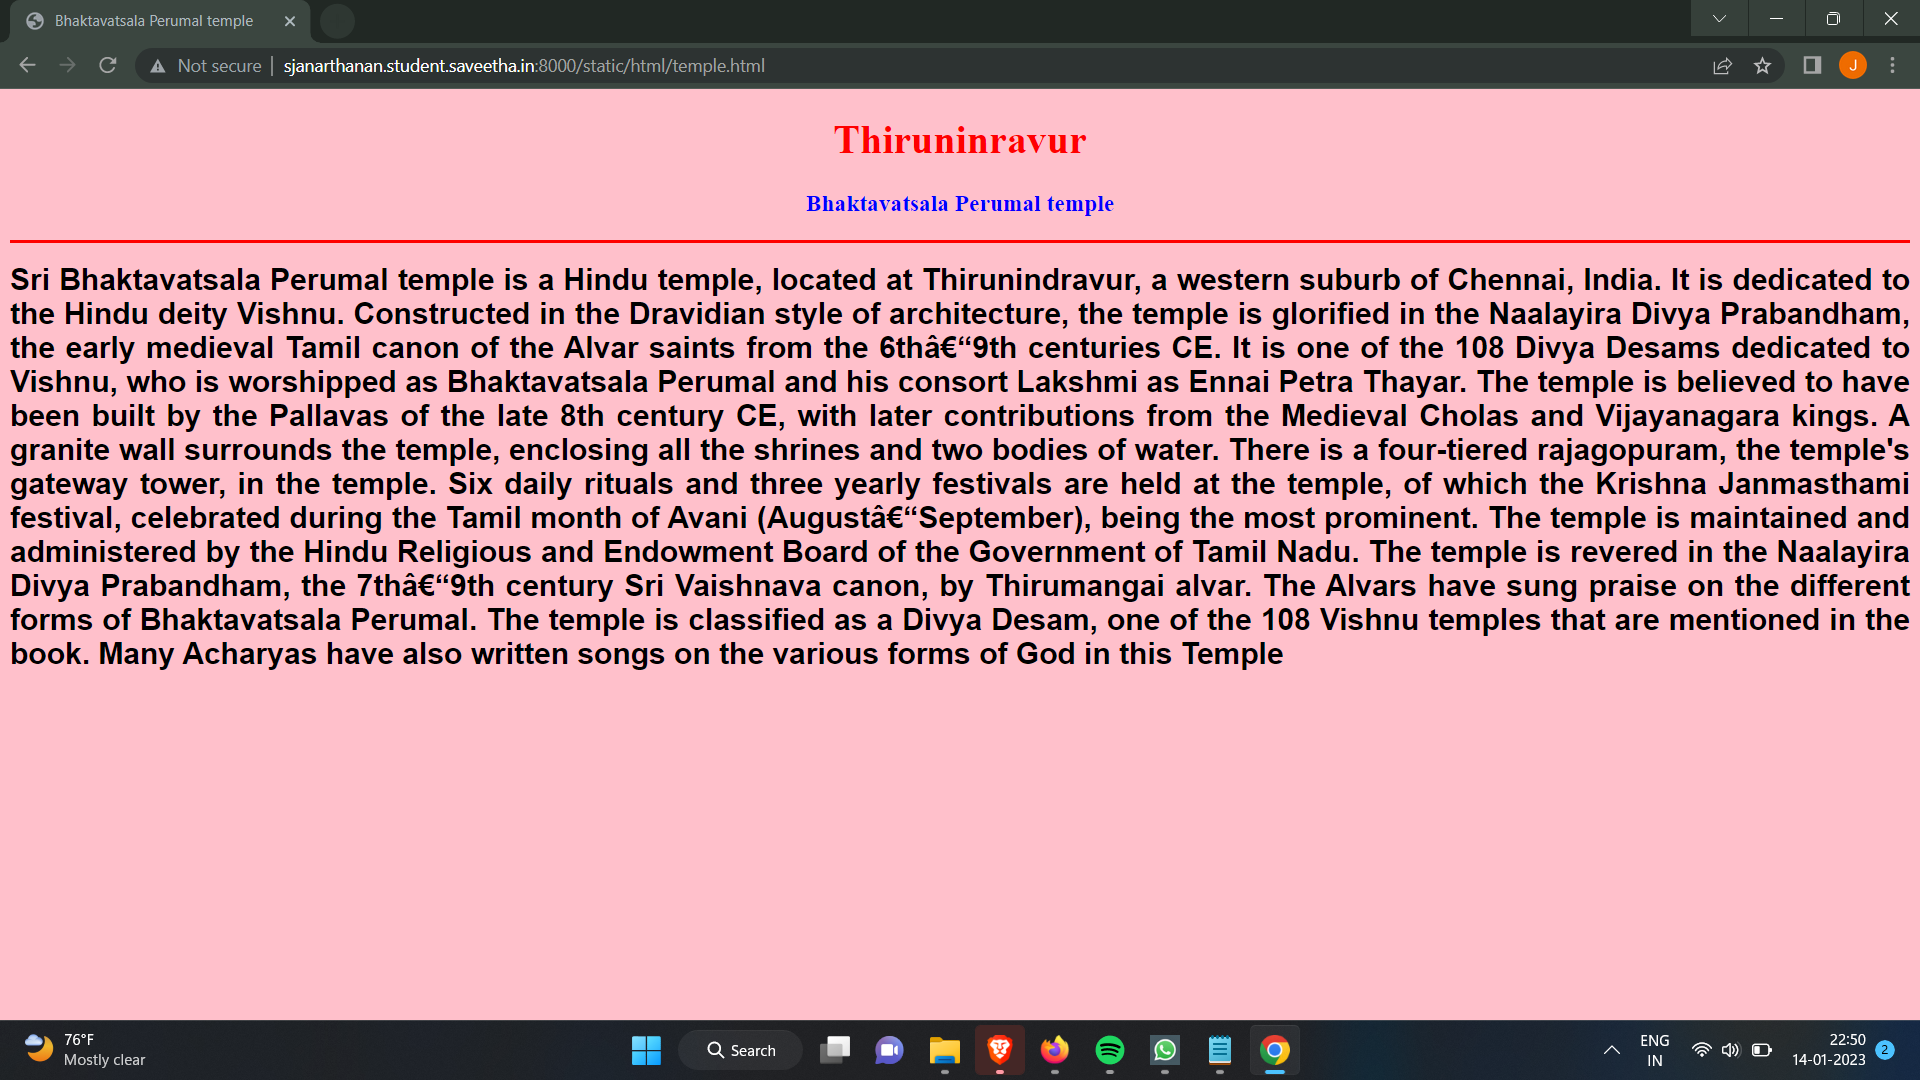 Bhaktavatsala Perumal temple
Not secure
sjanarthanan.student.saveetha.in:8000/static/html/temple.html
J
Thiruninravur
Bhaktavatsala Perumal temple
Sri Bhaktavatsala Perumal temple is a Hindu temple, located at Thirunindravur, a western suburb of Chennai, India. It is dedicated to
the Hindu deity Vishnu. Constructed in the Dravidian style of architecture, the temple is glorified in the Naalayira Divya Prabandham,
the early medieval Tamil canon of the Alvar saints from the 6thâ€“9th centuries CE. It is one of the 108 Divya Desams dedicated to
Vishnu, who is worshipped as Bhaktavatsala Perumal and his consort Lakshmi as Ennai Petra Thayar. The temple is believed to have
been built by the Pallavas of the late 8th century CE, with later contributions from the Medieval Cholas and Vijayanagara kings. A
granite wall surrounds the temple, enclosing all the shrines and two bodies of water. There is a four-tiered rajagopuram, the temple's
gateway tower, in the temple. Six daily rituals and three yearly festivals are held at the temple, of which the Krishna Janmasthami
festival, celebrated during the Tamil month of Avani (Augustâ€“September), being the most prominent. The temple is maintained and
administered by the Hindu Religious and Endowment Board of the Government of Tamil Nadu. The temple is revered in the Naalayira
Divya Prabandham, the 7thâ€“9th century Sri Vaishnava canon, by Thirumangai alvar. The Alvars have sung praise on the different
forms of Bhaktavatsala Perumal. The temple is classified as a Divya Desam, one of the 108 Vishnu temples that are mentioned in the
book. Many Acharyas have also written songs on the various forms of God in this Temple
76°F
Mostly clear
Search
ENG
IN
22:50
14-01-2023
2